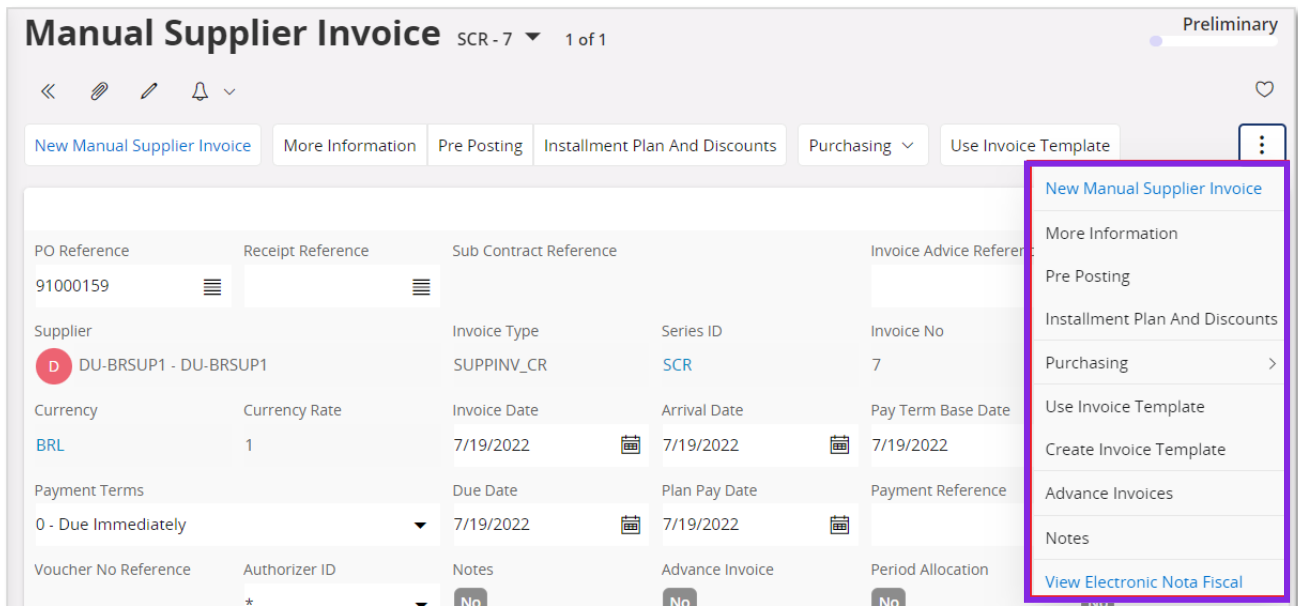 Manual Supplier Invoice SCR - 7 1 of 1
Preliminary
New Manual Supplier Invoice More Information Pre Posting Installment Plan And Discounts Purchasing Use Invoice Template
New Manual Supplier Invoice
More Information
Pre Posting
Installment Plan And Discounts
Purchasing
Use Invoice Template
Create Invoice Template
Advance Invoices
Notes
View Electronic Nota Fiscal
PO Reference Receipt Reference Sub Contract Reference Invoice Advice Referen
91000159
Supplier Invoice Type Series ID Invoice No
D DU-BRSUP1 - DU-BRSUP1 SUPPINV_CR SCR 7
Currency Currency Rate Invoice Date Arrival Date Pay Term Base Date
BRL 1 7/19/2022 7/19/2022 7/19/2022
Payment Terms Due Date Plan Pay Date Payment Reference
0 - Due Immediately 7/19/2022 7/19/2022
Voucher No Reference Authorizer ID Notes Advance Invoice Period Allocation
* No No No No